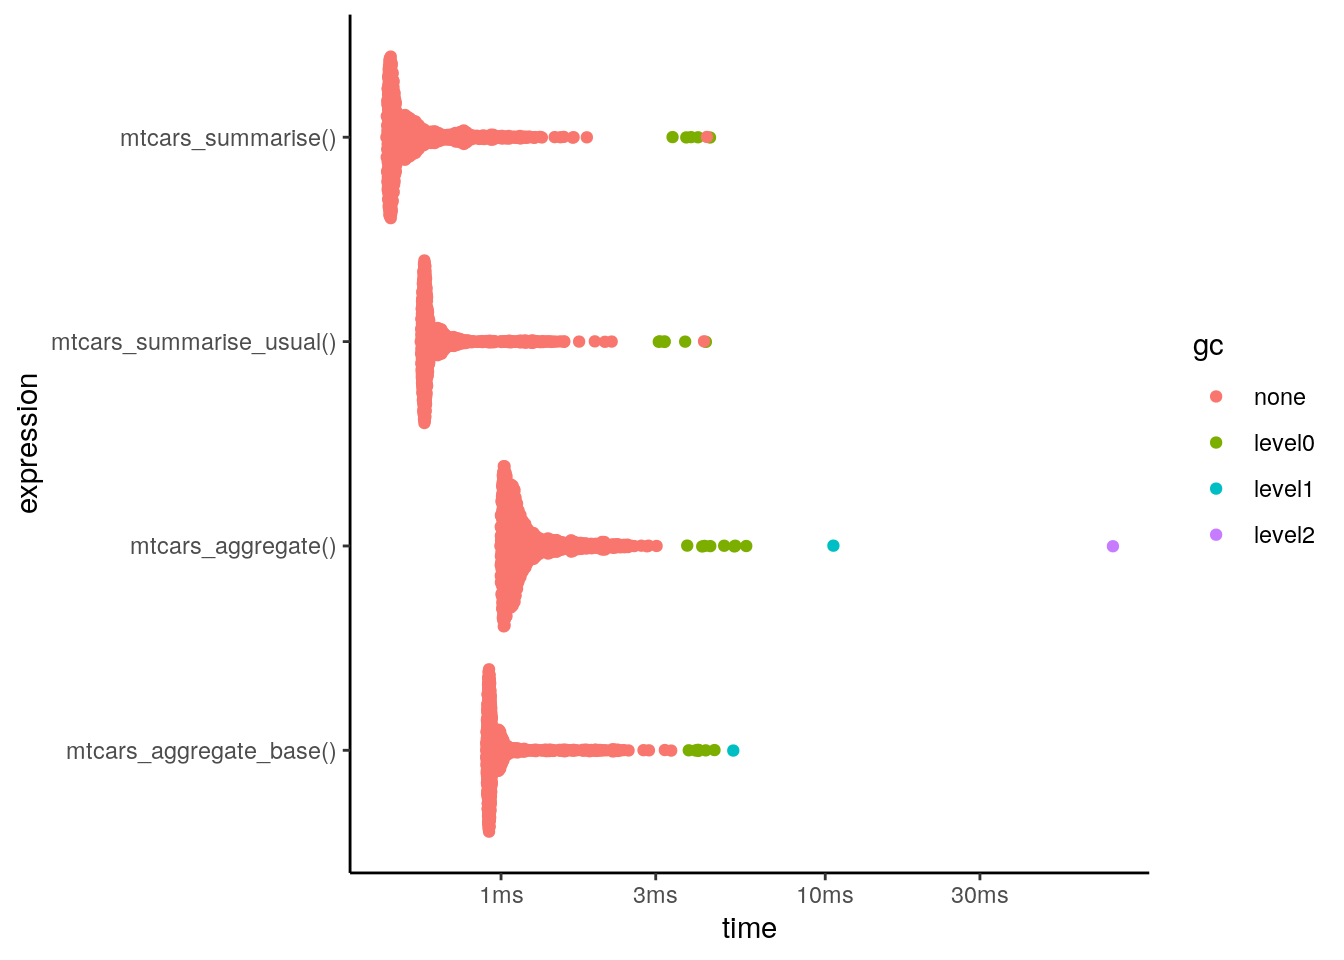 expression
mtcars_summarise()
mtcars_summarise_usual()
mtcars_aggregate()
mtcars_aggregate_base()
1ms 3ms 10ms 30ms
time
gc
none
level0
level1
level2